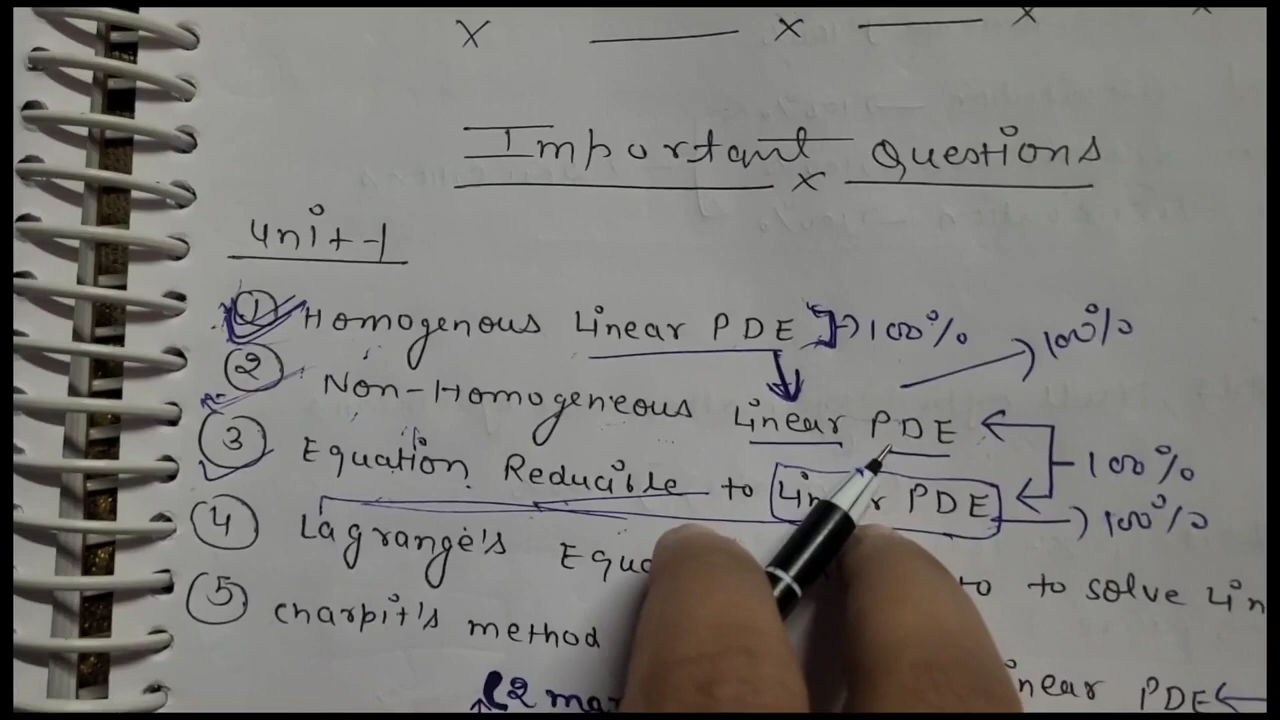 x — x — x
Important Questions
x
Unit-1
① Homogenous Linear PDE → 100%
② Non-Homogeneous Linear PDE ← → 100%
100%
③ Equation Reducible to Linear PDE ← → 100%
④ Lagrange's to solve
⑤ Charpit's method
(2 PDE ←